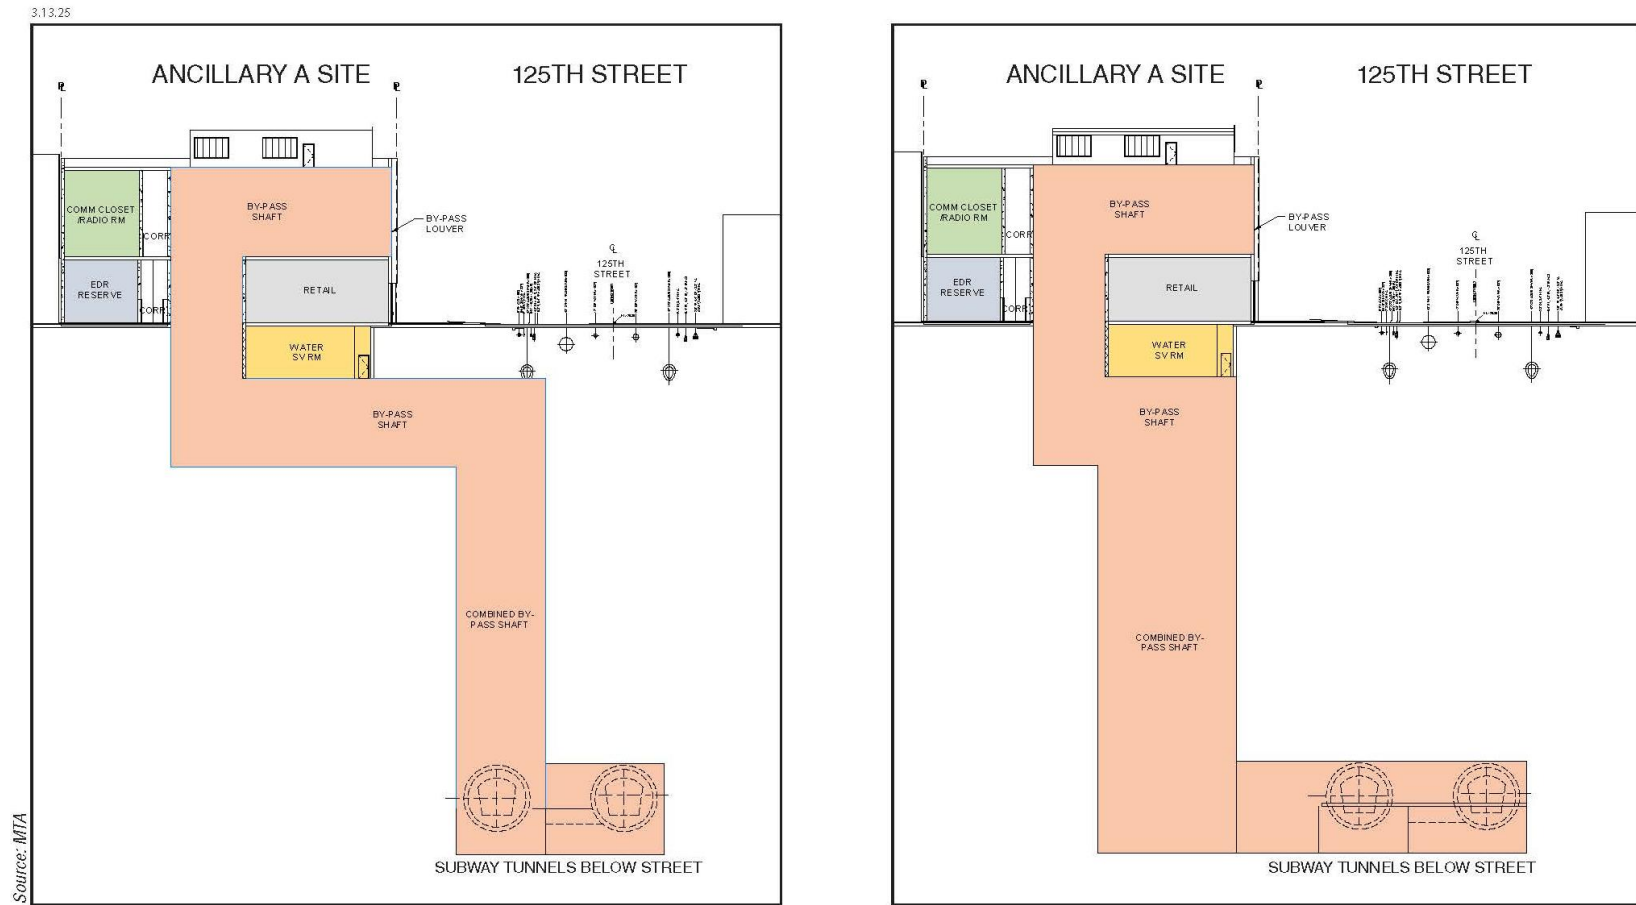 3.13.25
ANCILLARY A SITE
125TH STREET
COMM CLOSET
/RADIO RM
CORR
BY-PASS
SHAFT
BY-PASS
LOUVER
EDR
RESERVE
CORR
RETAIL
125TH
STREET
WATER
SV RM
BY-PASS
SHAFT
COMBINED BY-
PASS SHAFT
SUBWAY TUNNELS BELOW STREET
ANCILLARY A SITE
125TH STREET
COMM CLOSET
/RADIO RM
CORR
BY-PASS
SHAFT
BY-PASS
LOUVER
EDR
RESERVE
CORR
RETAIL
125TH
STREET
WATER
SV RM
BY-PASS
SHAFT
COMBINED BY-
PASS SHAFT
SUBWAY TUNNELS BELOW STREET
Source: MTA